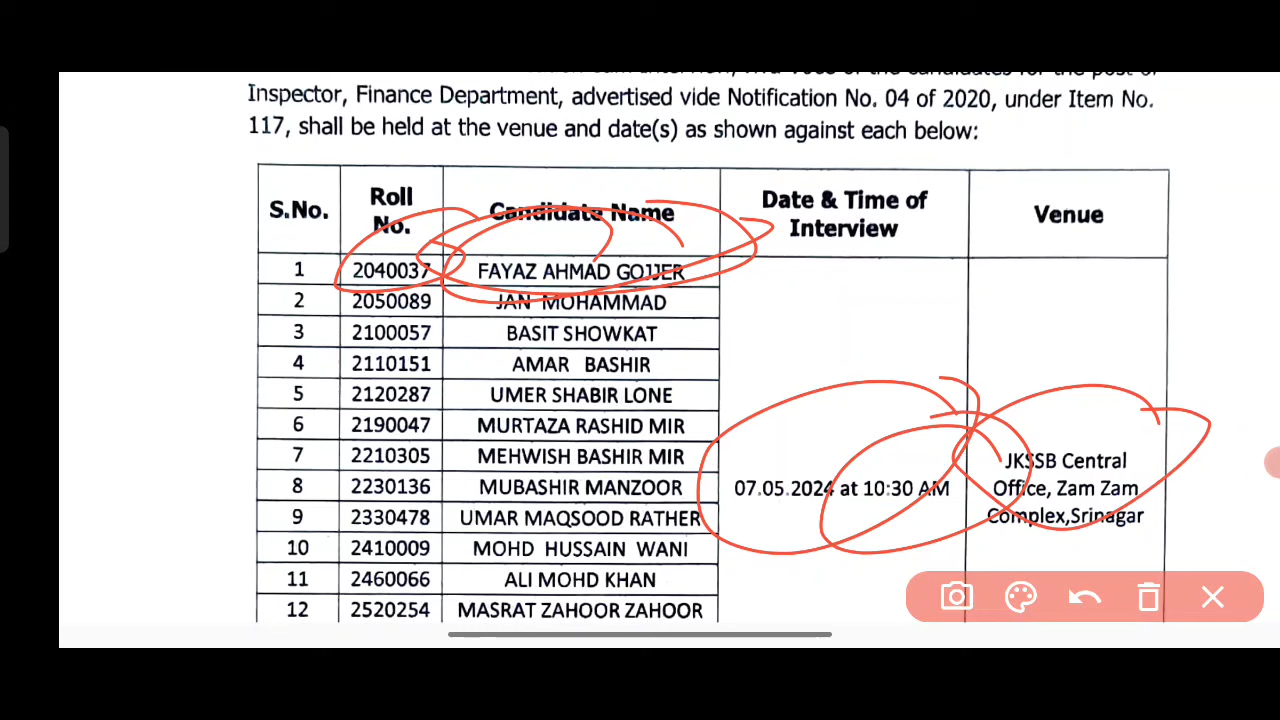 Inspector, Finance Department, advertised vide Notification No. 04 of 2020, under Item No.
117, shall be held at the venue and date(s) as shown against each below:
S.No. Roll No. Candidate Name Date & Time of Interview Venue
1 2040037 FAYAZ AHMAD GOJJER
2 2050089 JAN MOHAMMAD
3 2100057 BASIT SHOWKAT
4 2110151 AMAR BASHIR
5 2120287 UMER SHABIR LONE
6 2190047 MURTAZA RASHID MIR
7 2210305 MEHWISH BASHIR MIR
8 2230136 MUBASHIR MANZOOR
9 2330478 UMAR MAQSOOD RATHER
10 2410009 MOHD HUSSAIN WANI
11 2460066 ALI MOHD KHAN
12 2520254 MASRAT ZAHOOR ZAHOOR
07.05.2024 at 10:30 AM
JKSSB Central
Office, Zam Zam
Complex,Srinagar